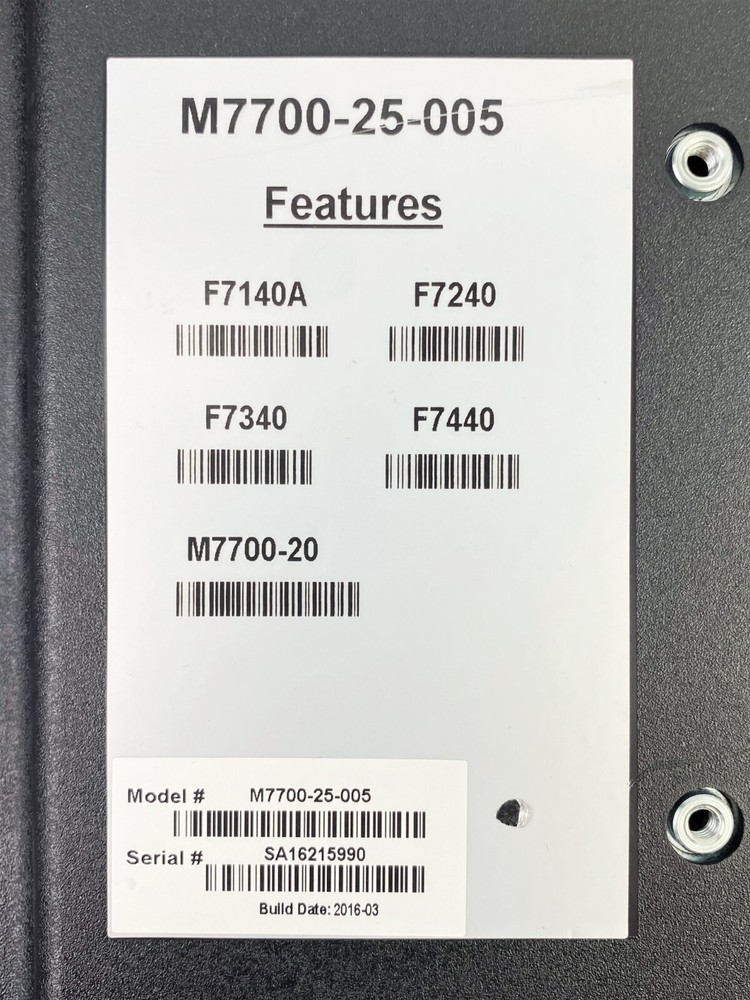 M7700-25-005
Features
F7140A F7240
F7340 F7440
M7700-20
Model # M7700-25-005
Serial # SA16215990
Build Date: 2016-03